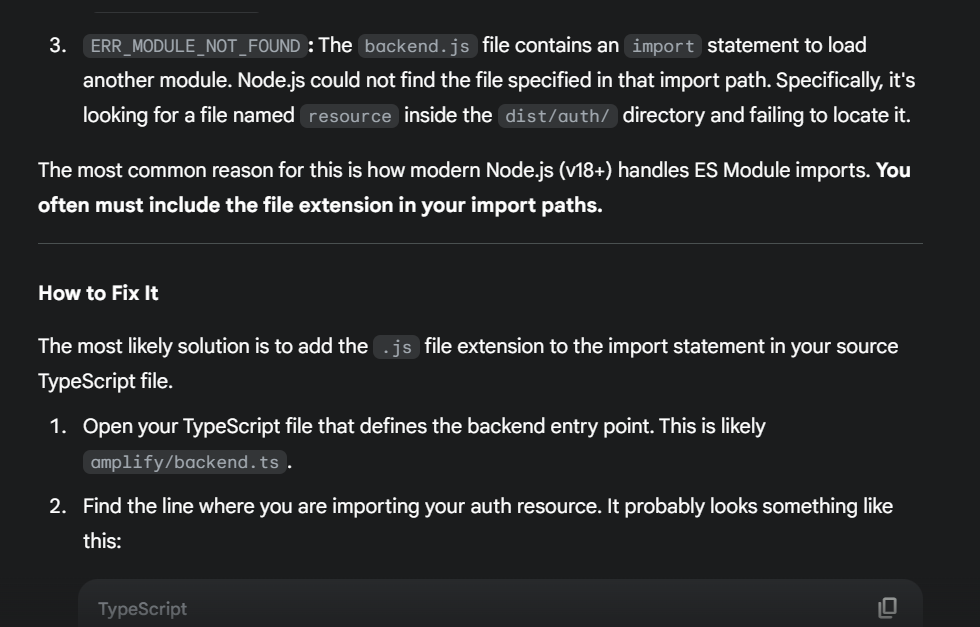 3. ERR_MODULE_NOT_FOUND : The backend.js file contains an import statement to load
another module. Node.js could not find the file specified in that import path. Specifically, it's
looking for a file named resource inside the dist/auth/ directory and failing to locate it.
The most common reason for this is how modern Node.js (v18+) handles ES Module imports. You
often must include the file extension in your import paths.
How to Fix It
The most likely solution is to add the .js file extension to the import statement in your source
TypeScript file.
1. Open your TypeScript file that defines the backend entry point. This is likely
amplify/backend.ts .
2. Find the line where you are importing your auth resource. It probably looks something like
this:
TypeScript